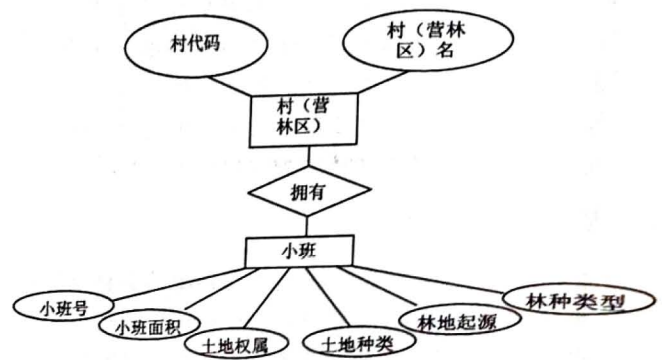 村代码
村（营林
区）名
村（营
林区）
拥有
小班
小班号
小班面积
土地权属
土地种类
林地起源
林种类型